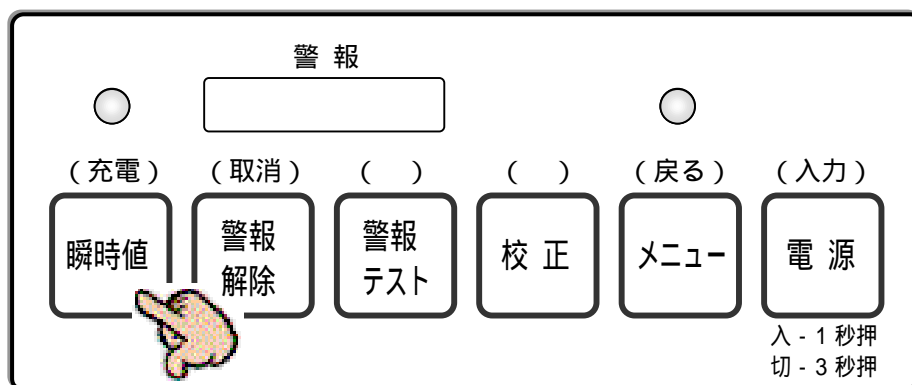 警 報
(充電) (取消) ( ) ( ) (戻る) (入力)
瞬時値
警報
解除
警報
テスト
校 正
メニュー
電 源
入 - 1 秒押
切 - 3 秒押